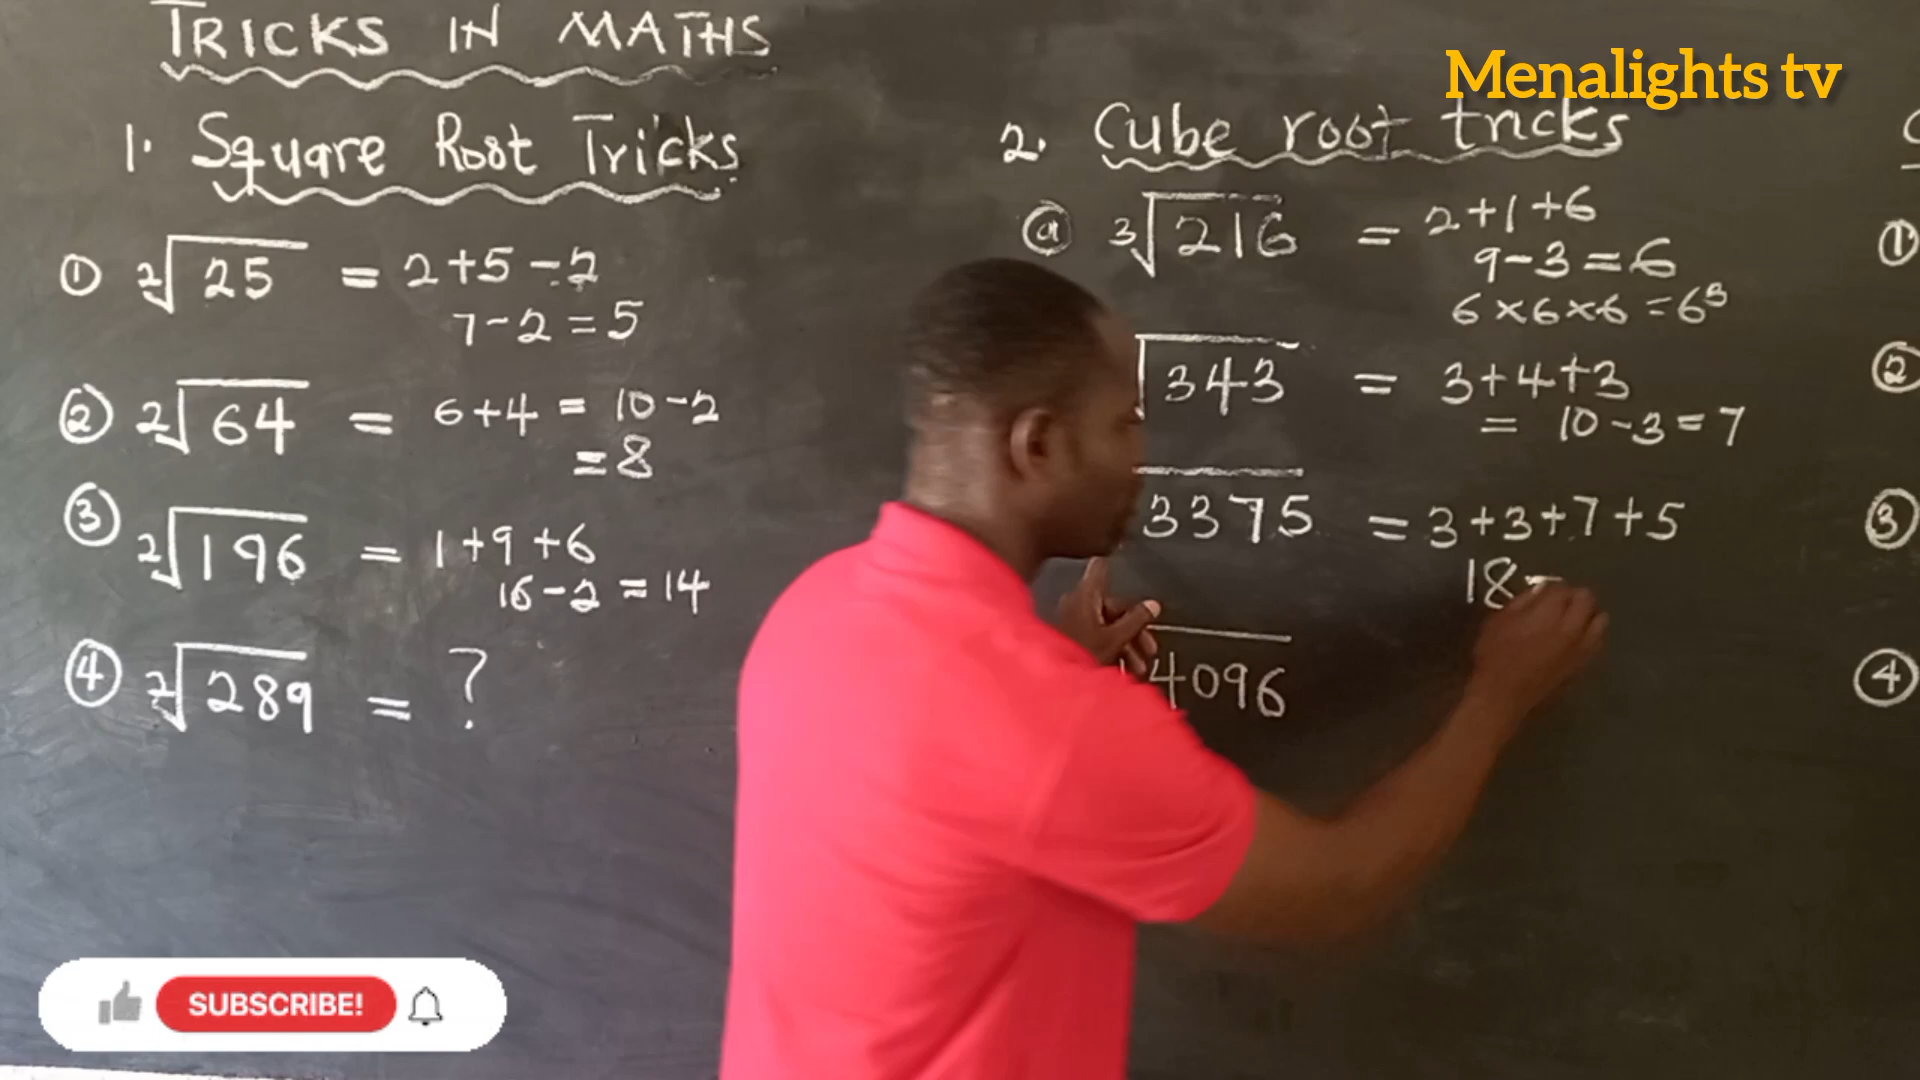 TRICKS IN MATHS
Menalights tv
1. Square Root Tricks
① ²√25 = 2+5-2
7-2=5
② ²√64 = 6+4 = 10-2
=8
③ ²√196 = 1+9+6
16-2=14
④ ²√289 = ?
2. Cube root tricks
ⓐ ³√216 = 2+1+6
9-3=6
6×6×6=6³
√343 = 3+4+3
= 10-3=7
3375 = 3+3+7+5
18-
4096
①
②
③
④
SUBSCRIBE!